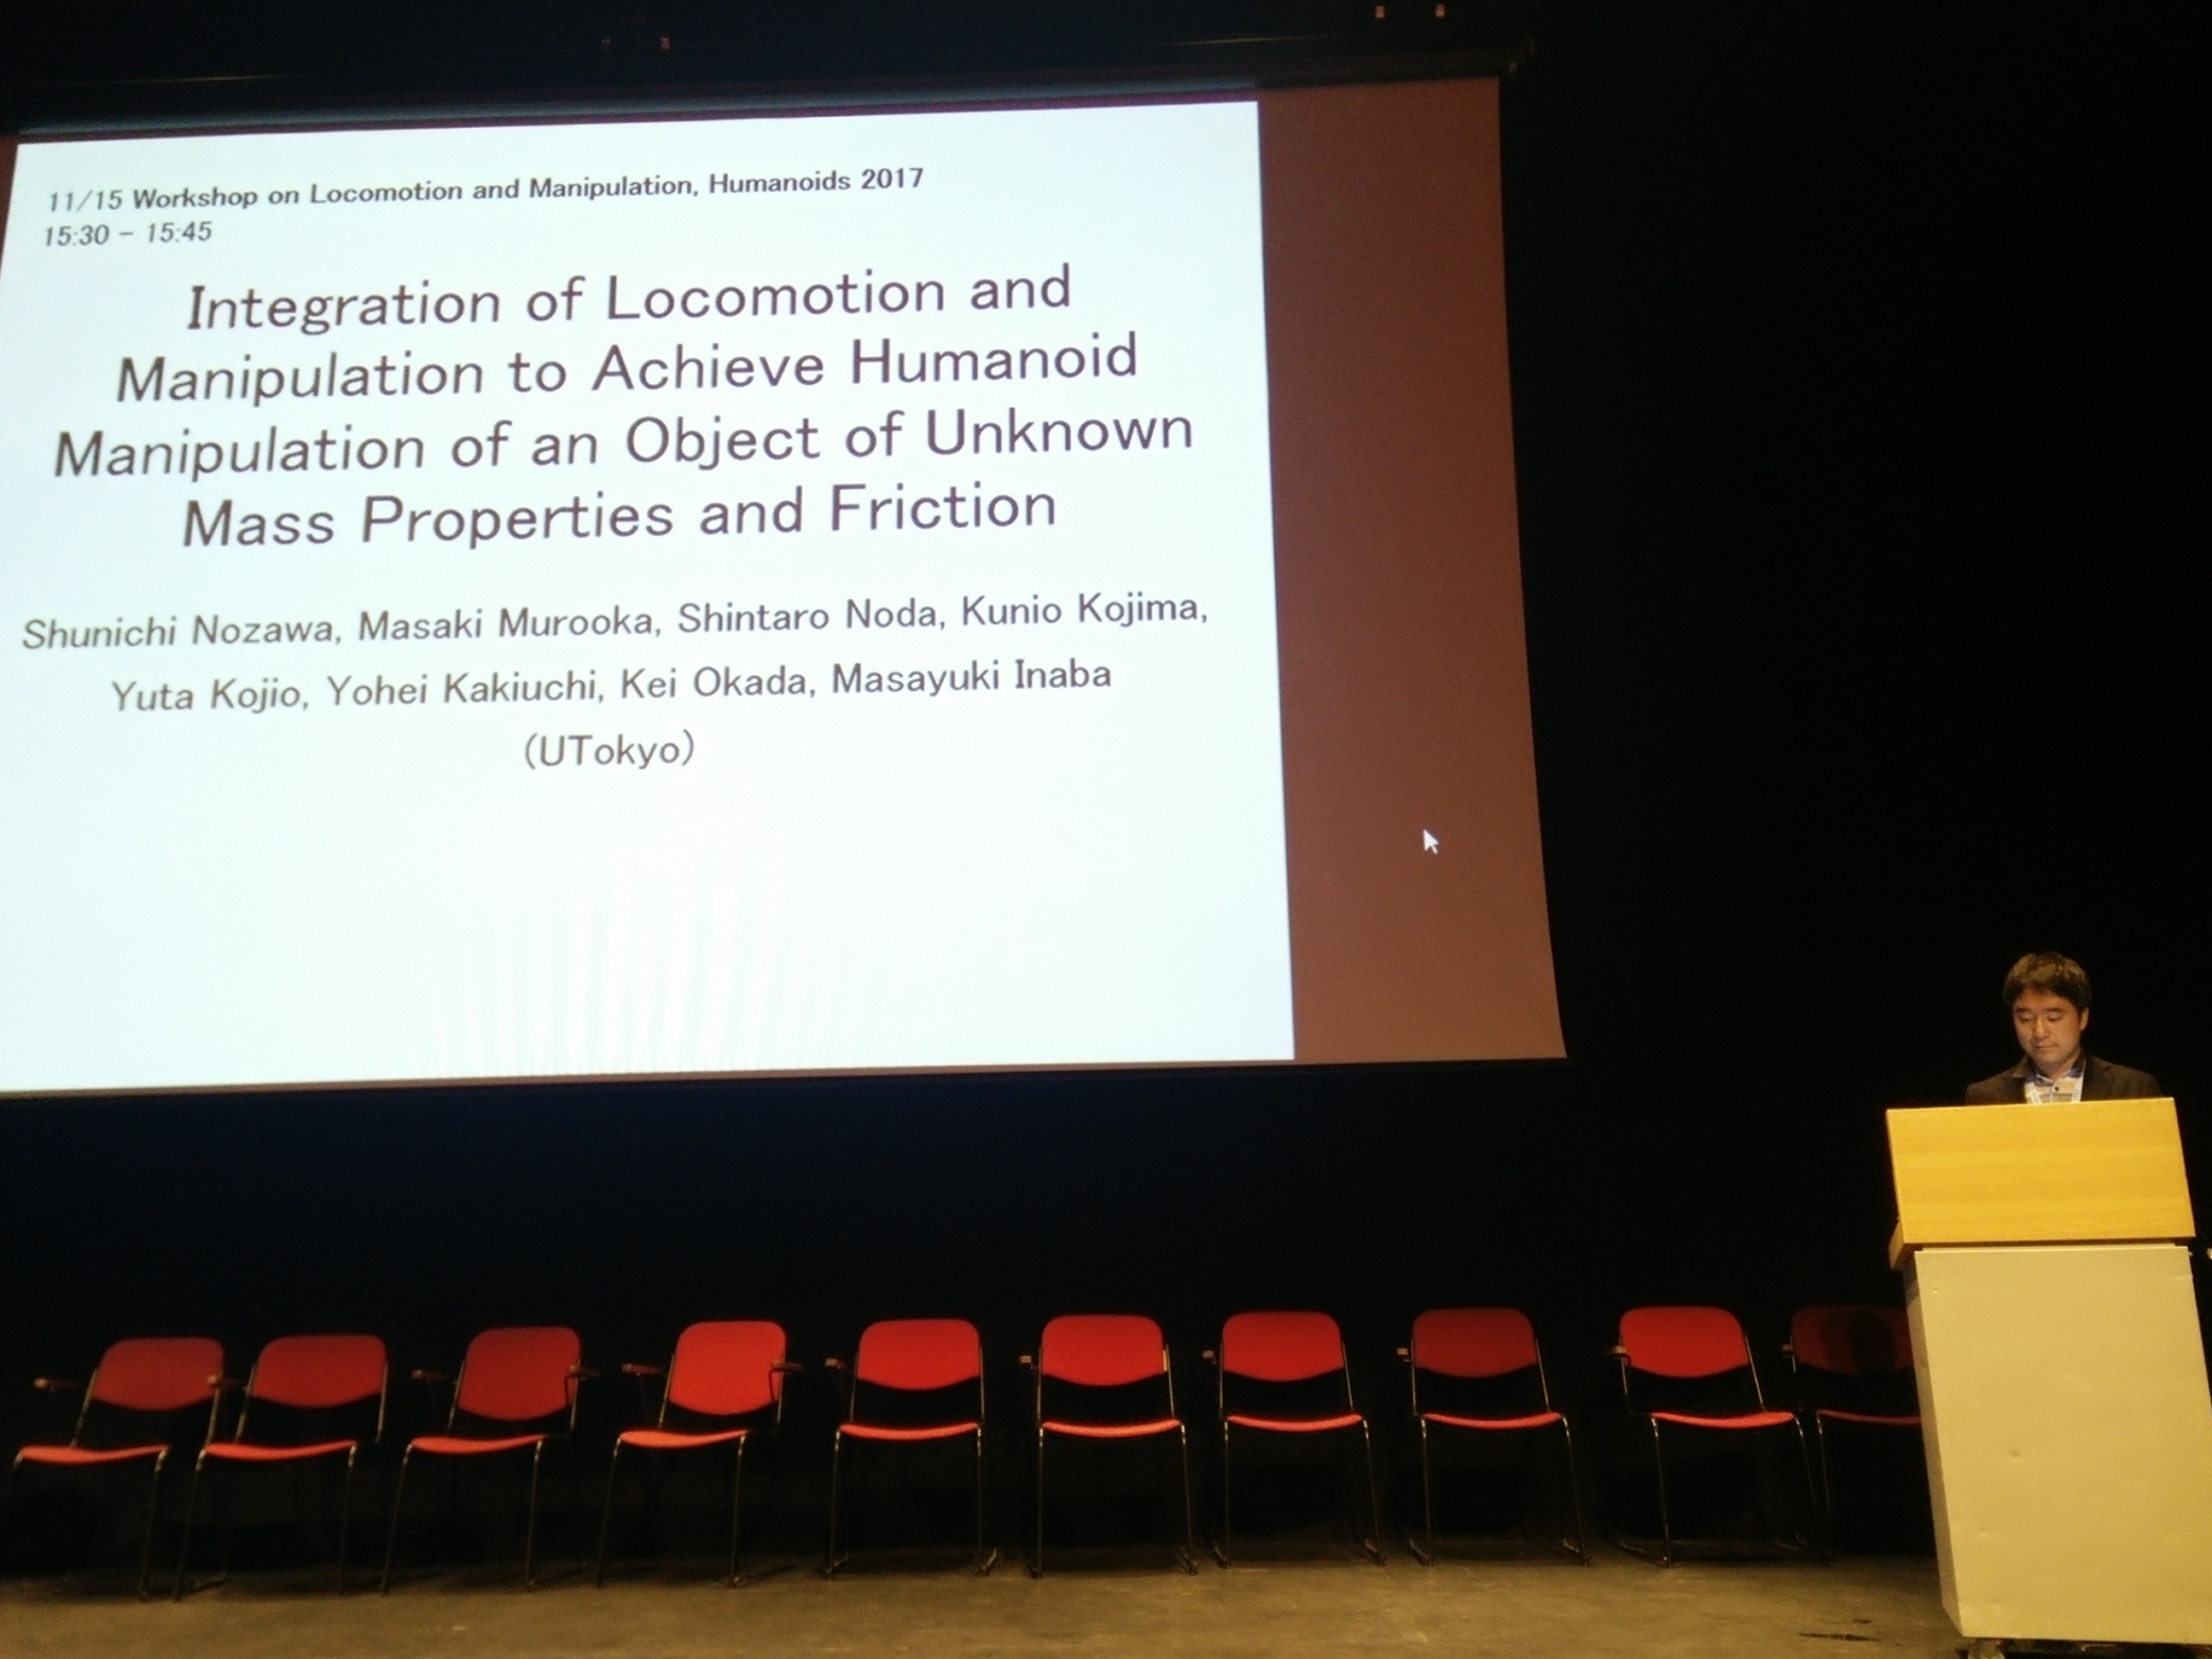 11/15 Workshop on Locomotion and Manipulation, Humanoids 2017
15:30 - 15:45
Integration of Locomotion and
Manipulation to Achieve Humanoid
Manipulation of an Object of Unknown
Mass Properties and Friction
Shunichi Nozawa, Masaki Murooka, Shintaro Noda, Kunio Kojima,
Yuta Kojio, Yohei Kakiuchi, Kei Okada, Masayuki Inaba
(UTokyo)